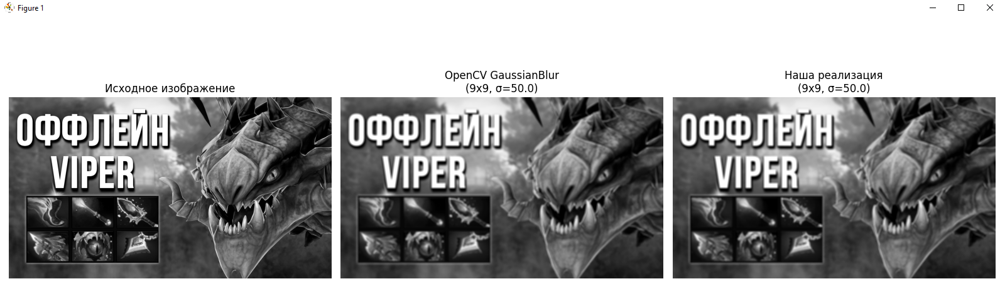 Figure 1
Исходное изображение
OpenCV GaussianBlur
(9x9, σ=50.0)
Наша реализация
(9x9, σ=50.0)
ОФФЛЕЙН
VIPER
ОФФЛЕЙН
VIPER
ОФФЛЕЙН
VIPER